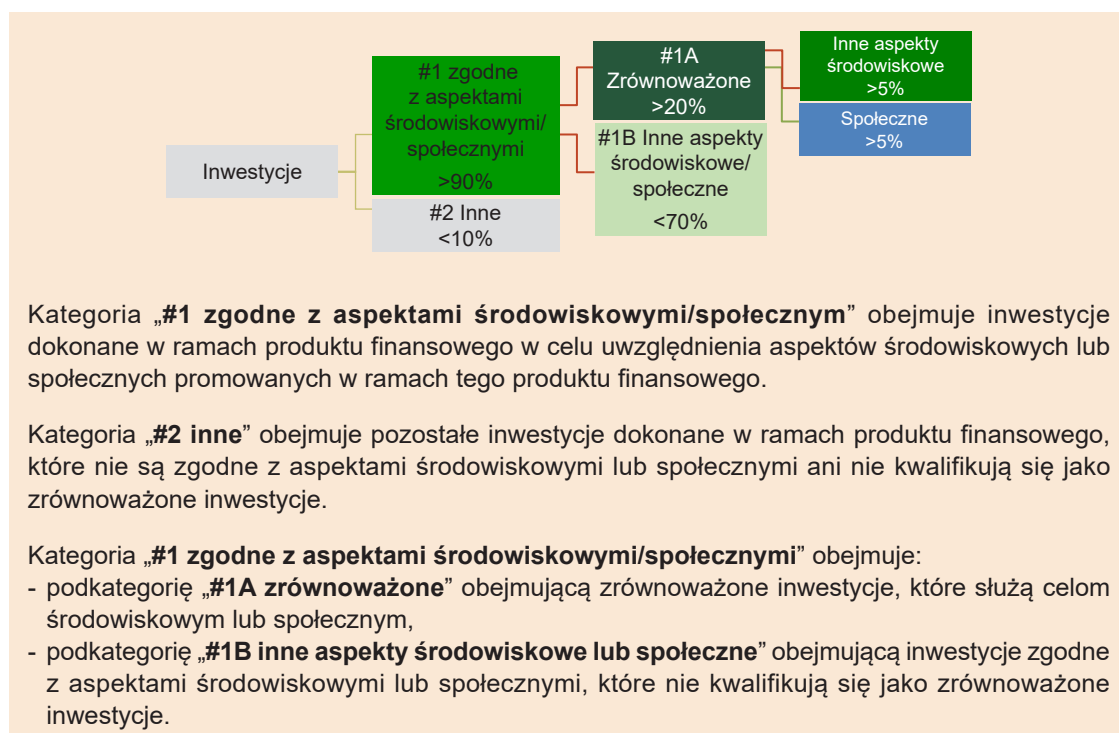 Inwestycje
#1 zgodne
z aspektami
środowiskowymi/
społecznymi
>90%
#2 Inne
<10%
#1A
Zrównoważone
>20%
#1B Inne aspekty
środowiskowe/
społeczne
<70%
Inne aspekty
środowiskowe
>5%
Społeczne
>5%
Kategoria „#1 zgodne z aspektami środowiskowymi/społecznym” obejmuje inwestycje
dokonane w ramach produktu finansowego w celu uwzględnienia aspektów środowiskowych lub
społecznych promowanych w ramach tego produktu finansowego.
Kategoria „#2 inne” obejmuje pozostałe inwestycje dokonane w ramach produktu finansowego,
które nie są zgodne z aspektami środowiskowymi lub społecznymi ani nie kwalifikują się jako
zrównoważone inwestycje.
Kategoria „#1 zgodne z aspektami środowiskowymi/społecznymi” obejmuje:
- podkategorię „#1A zrównoważone” obejmującą zrównoważone inwestycje, które służą celom
środowiskowym lub społecznym,
- podkategorię „#1B inne aspekty środowiskowe lub społeczne” obejmującą inwestycje zgodne
z aspektami środowiskowymi lub społecznymi, które nie kwalifikują się jako zrównoważone
inwestycje.